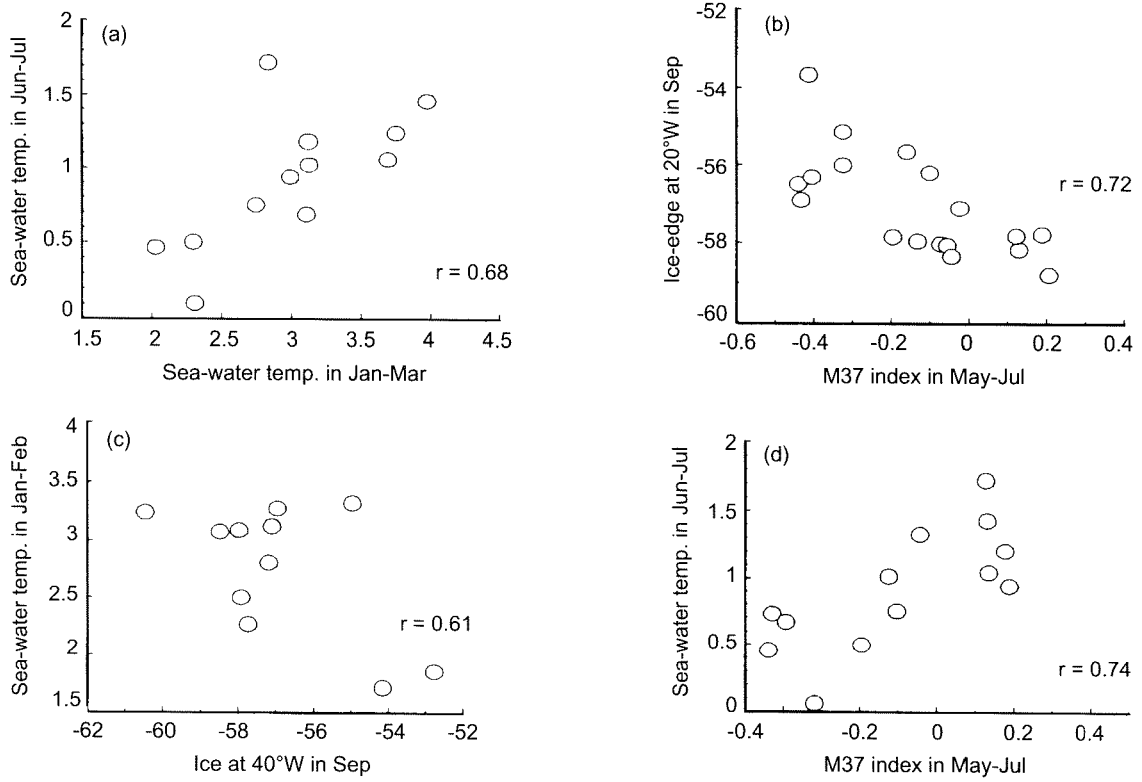 (a)
Sea-water temp. in Jun-Jul
2
1.5
1
0.5
0
1.5 2 2.5 3 3.5 4 4.5
Sea-water temp. in Jan-Mar
r = 0.68
(b)
Ice-edge at 20°W in Sep
-52
-54
-56
-58
-60
-0.6 -0.4 -0.2 0 0.2 0.4
M37 index in May-Jul
r = 0.72
(c)
Sea-water temp. in Jan-Feb
4
3.5
3
2.5
2
1.5
-62 -60 -58 -56 -54 -52
Ice at 40°W in Sep
r = 0.61
(d)
Sea-water temp. in Jun-Jul
2
1.5
1
0.5
0
-0.4 -0.2 0 0.2 0.4
M37 index in May-Jul
r = 0.74